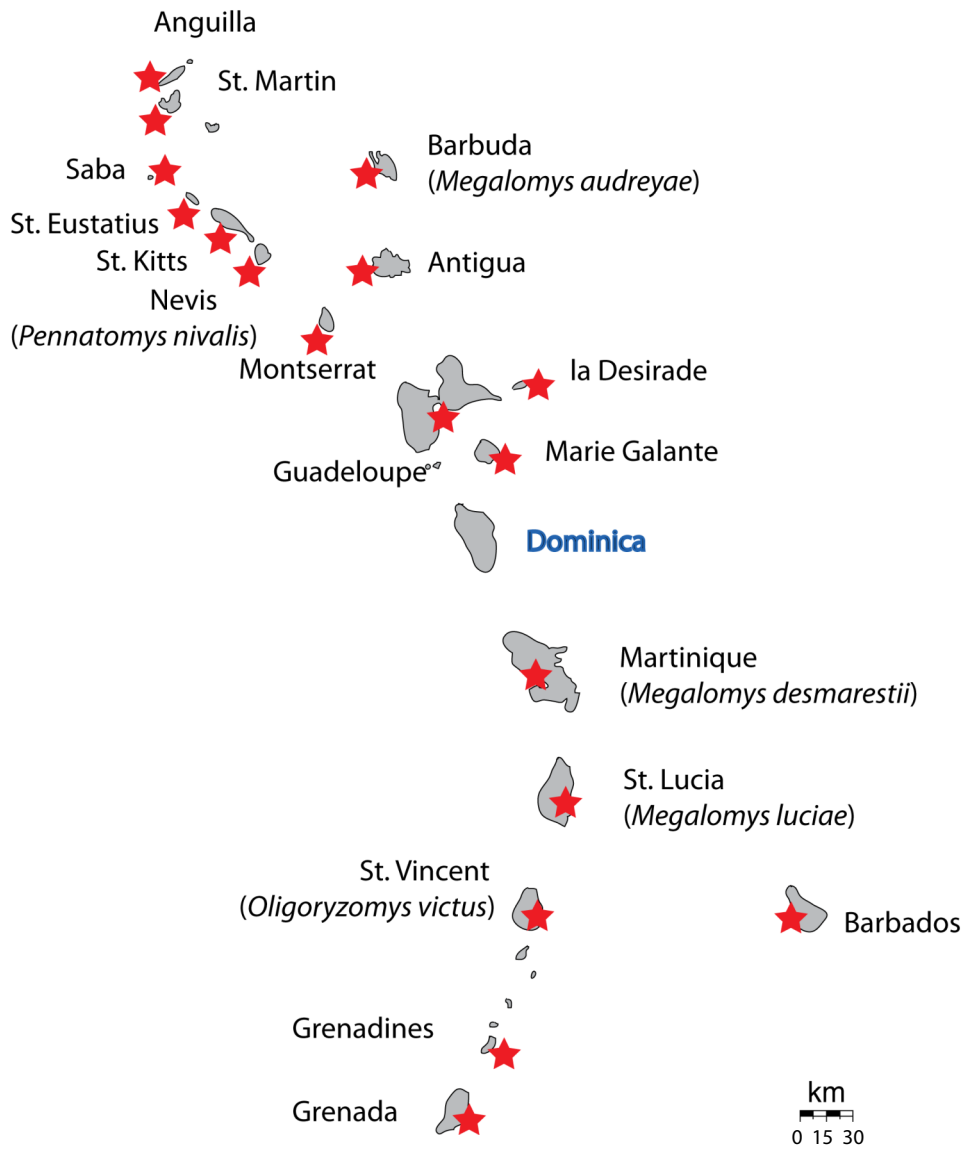 Anguilla
St. Martin
Barbuda
(Megalomys audreyae)
Saba
St. Eustatius
St. Kitts
Antigua
Nevis
(Pennatomys nivalis)
Montserrat
la Desirade
Marie Galante
Guadeloupe
Dominica
Martinique
(Megalomys desmarestii)
St. Lucia
(Megalomys luciae)
St. Vincent
(Oligoryzomys victus)
Barbados
Grenadines
Grenada
km
0 15 30